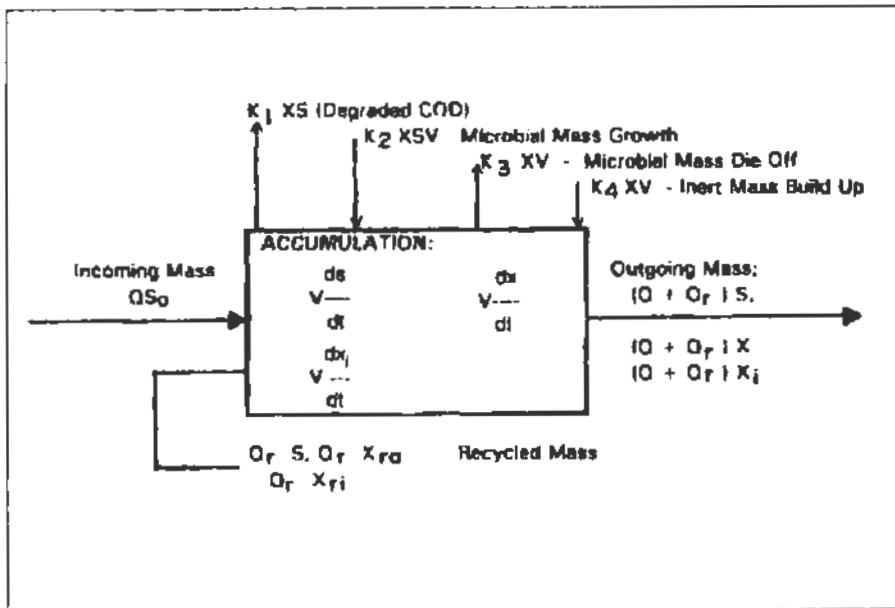 K1 XS (Degraded COD)
K2 XSV Microbial Mass Growth
K3 XV - Microbial Mass Die Off
K4 XV - Inert Mass Build Up
ACCUMULATION:
Incoming Mass
QSo
ds
V—
dt
dx
V----
dt
dxi
V ---
dt
Outgoing Mass:
(Q + Qr) S,
(Q + Qr) X
(Q + Qr) Xi
Qr S, Qr Xra Recycled Mass
Qr Xri